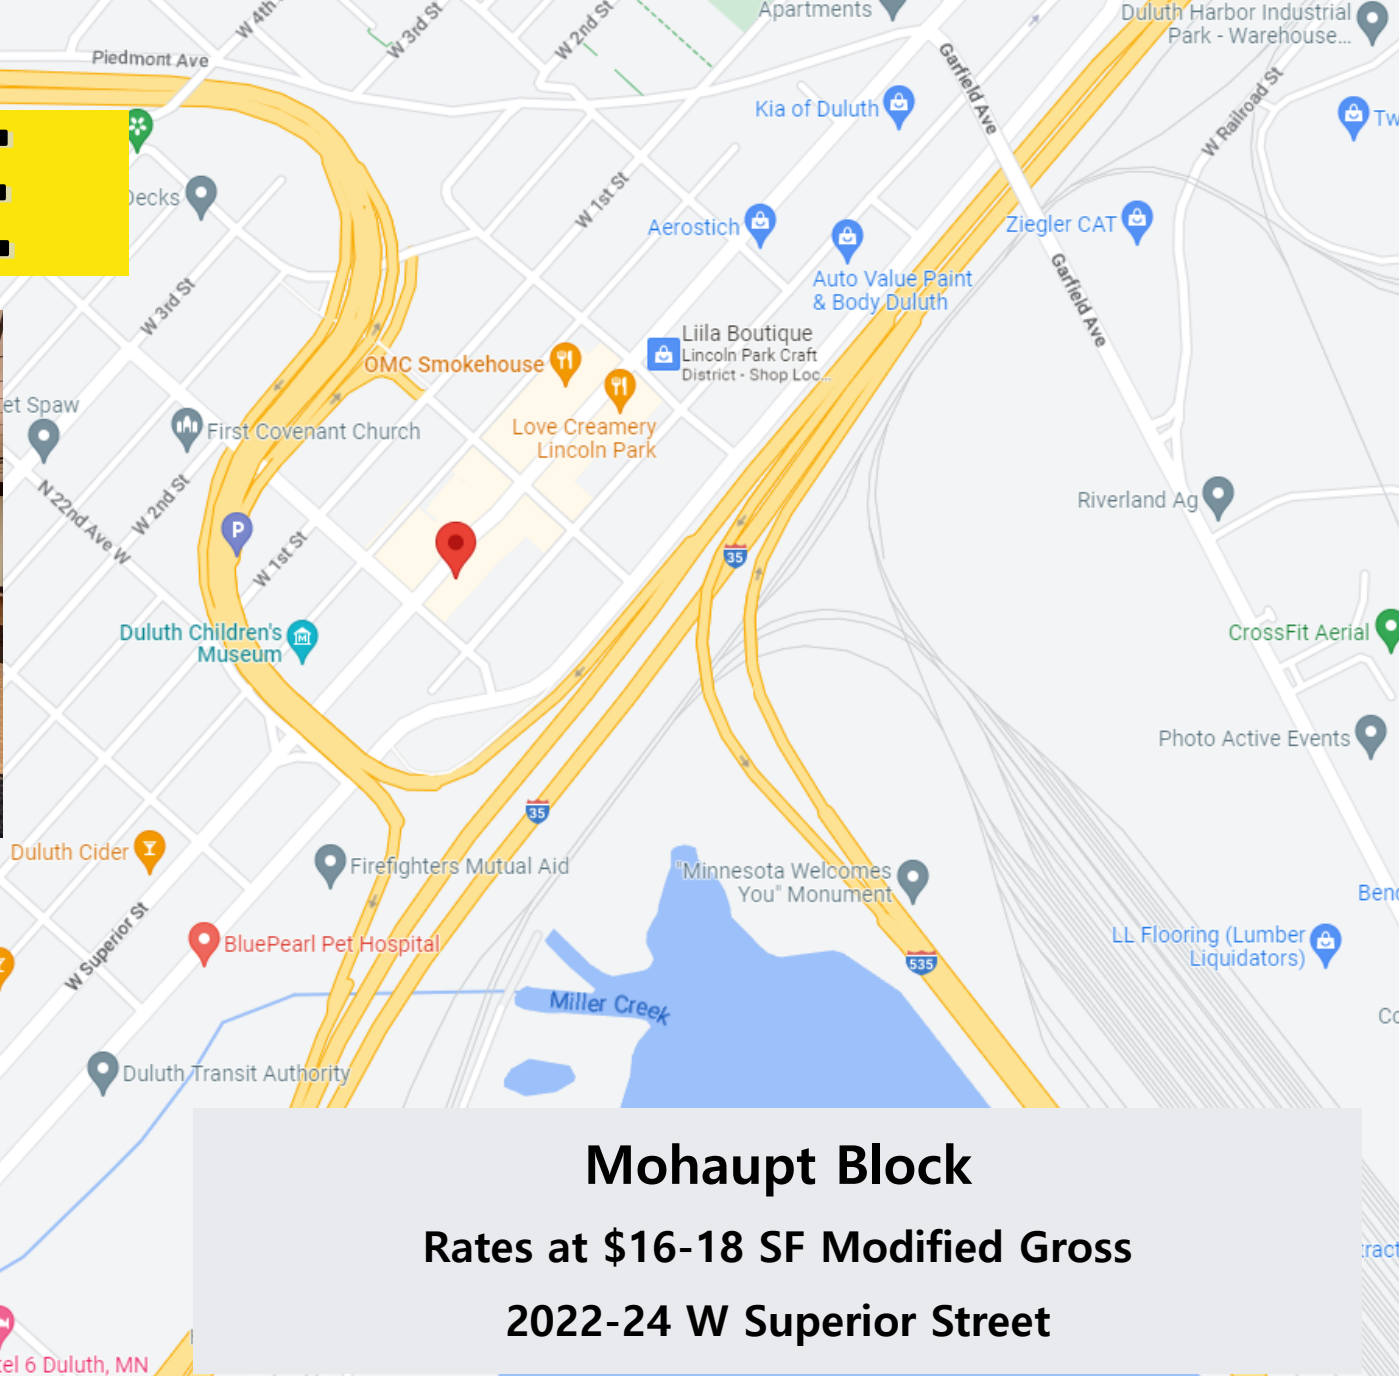 Apartments
Duluth Harbor Industrial
Park - Warehouse...
W 3rd St
W 2nd St
Piedmont Ave
Garfield Ave
W Railroad St
Kia of Duluth
Decks
W 1st St
Aerostich
Ziegler CAT
Auto Value Paint
& Body Duluth
Garfield Ave
W 3rd St
Liila Boutique
Lincoln Park Craft
District - Shop Loc...
OMC Smokehouse
Love Creamery
Lincoln Park
First Covenant Church
et Spaw
N 22nd Ave W
W 2nd St
P
W 1st St
35
Riverland Ag
Duluth Children's
Museum
CrossFit Aerial
Photo Active Events
35
Duluth Cider
Firefighters Mutual Aid
"Minnesota Welcomes
You" Monument
W Superior St
BluePearl Pet Hospital
LL Flooring (Lumber
Liquidators)
535
Miller Creek
Duluth Transit Authority
Mohaupt Block
Rates at $16-18 SF Modified Gross
2022-24 W Superior Street
tel 6 Duluth, MN